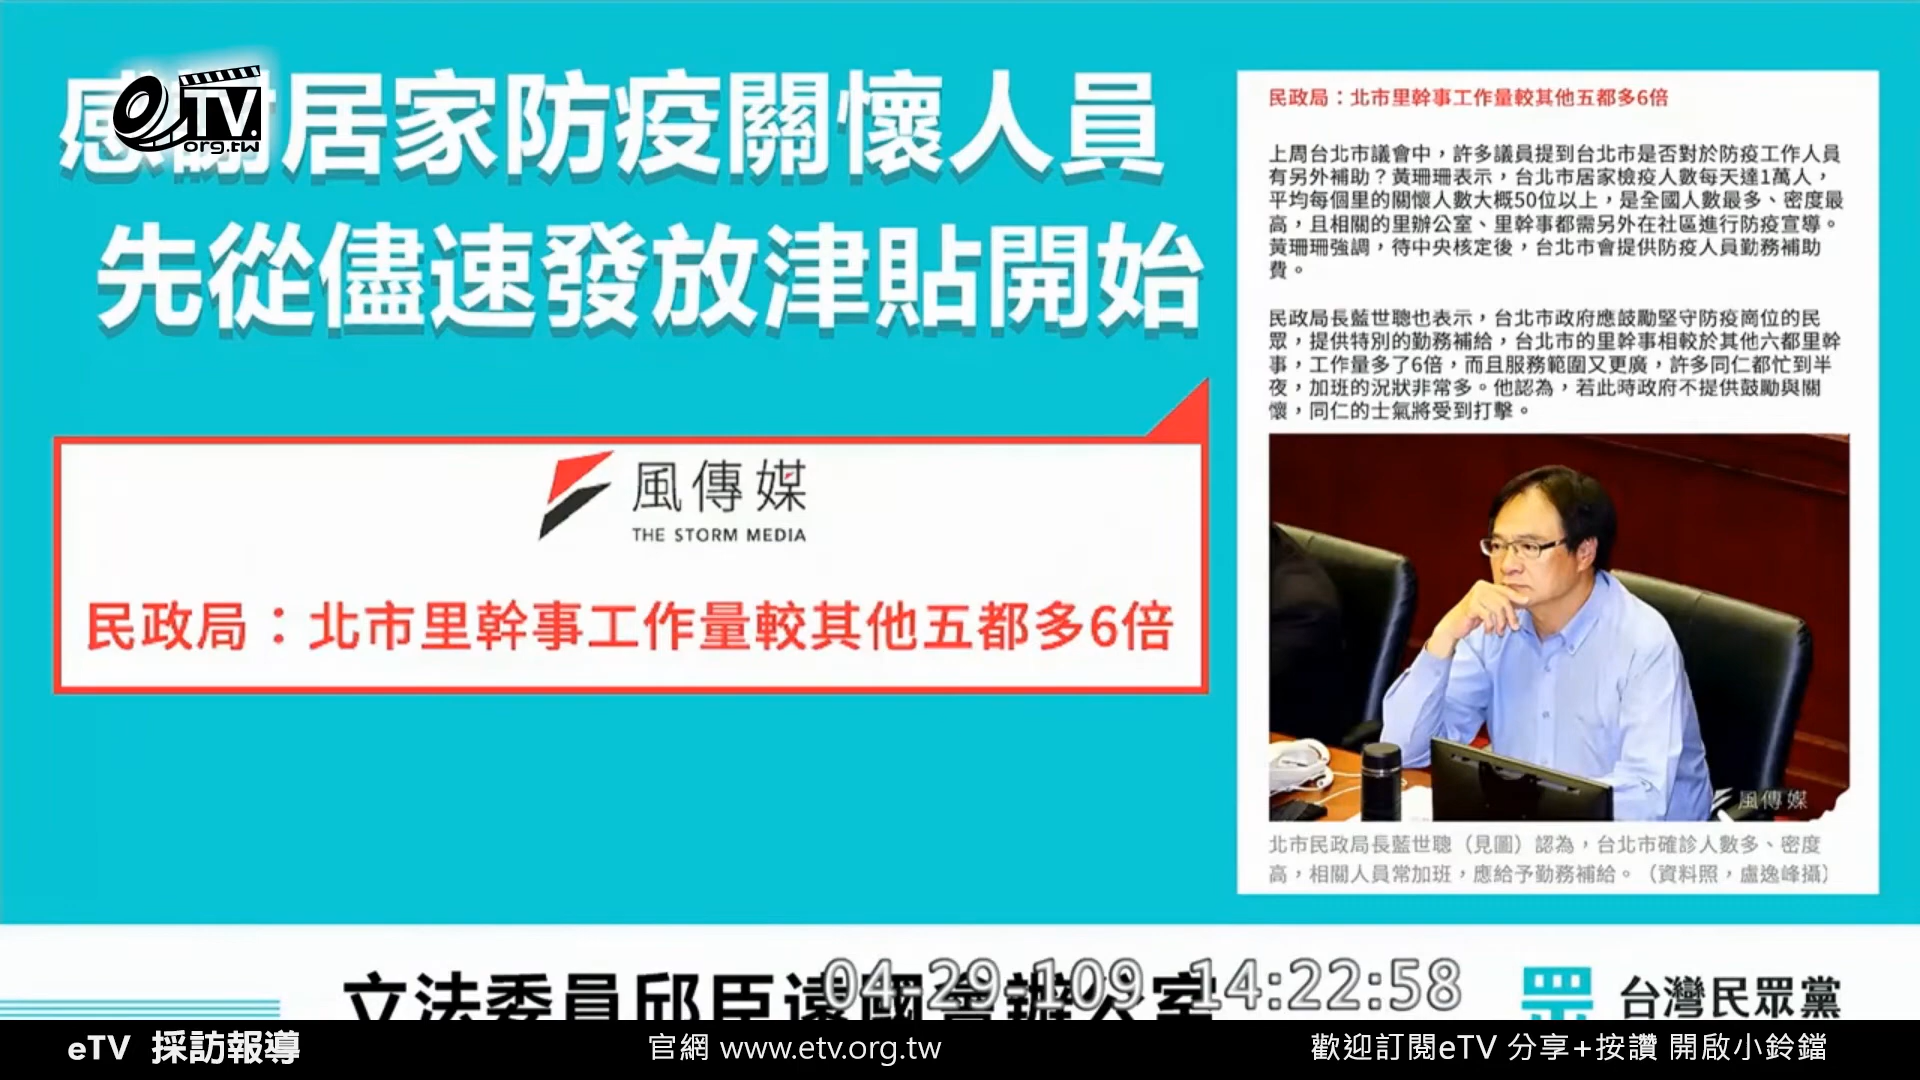 eTV.
org.tw
感謝居家防疫關懷人員
先從儘速發放津貼開始
風傳媒
THE STORM MEDIA
民政局：北市里幹事工作量較其他五都多6倍
民政局：北市里幹事工作量較其他五都多6倍
上周台北市議會中，許多議員提到台北市是否對於防疫工作人員
有另外補助？黃珊珊表示，台北市居家檢疫人數每天達1萬人，
平均每個里的關懷人數大概50位以上，是全國人數最多、密度最
高，且相關的里辦公室、里幹事都需另外在社區進行防疫宣導。
黃珊珊強調，待中央核定後，台北市會提供防疫人員勤務補助
費。
民政局長藍世聰也表示，台北市政府應鼓勵堅守防疫崗位的民
眾，提供特別的勤務補給，台北市的里幹事相較於其他六都里幹
事，工作量多了6倍，而且服務範圍又更廣，許多同仁都忙到半
夜，加班的況狀非常多。他認為，若此時政府不提供鼓勵與關
懷，同仁的士氣將受到打擊。
風傳媒
北市民政局長藍世聰（見圖）認為，台北市確診人數多、密度
高，相關人員常加班，應給予勤務補給。（資料照，盧逸峰攝）
立法委員邱臣遠國會辦公室
04-29-109 14:22:58
眾 台灣民眾黨
eTV 採訪報導
官網 www.etv.org.tw
歡迎訂閱eTV 分享+按讚 開啟小鈴鐺